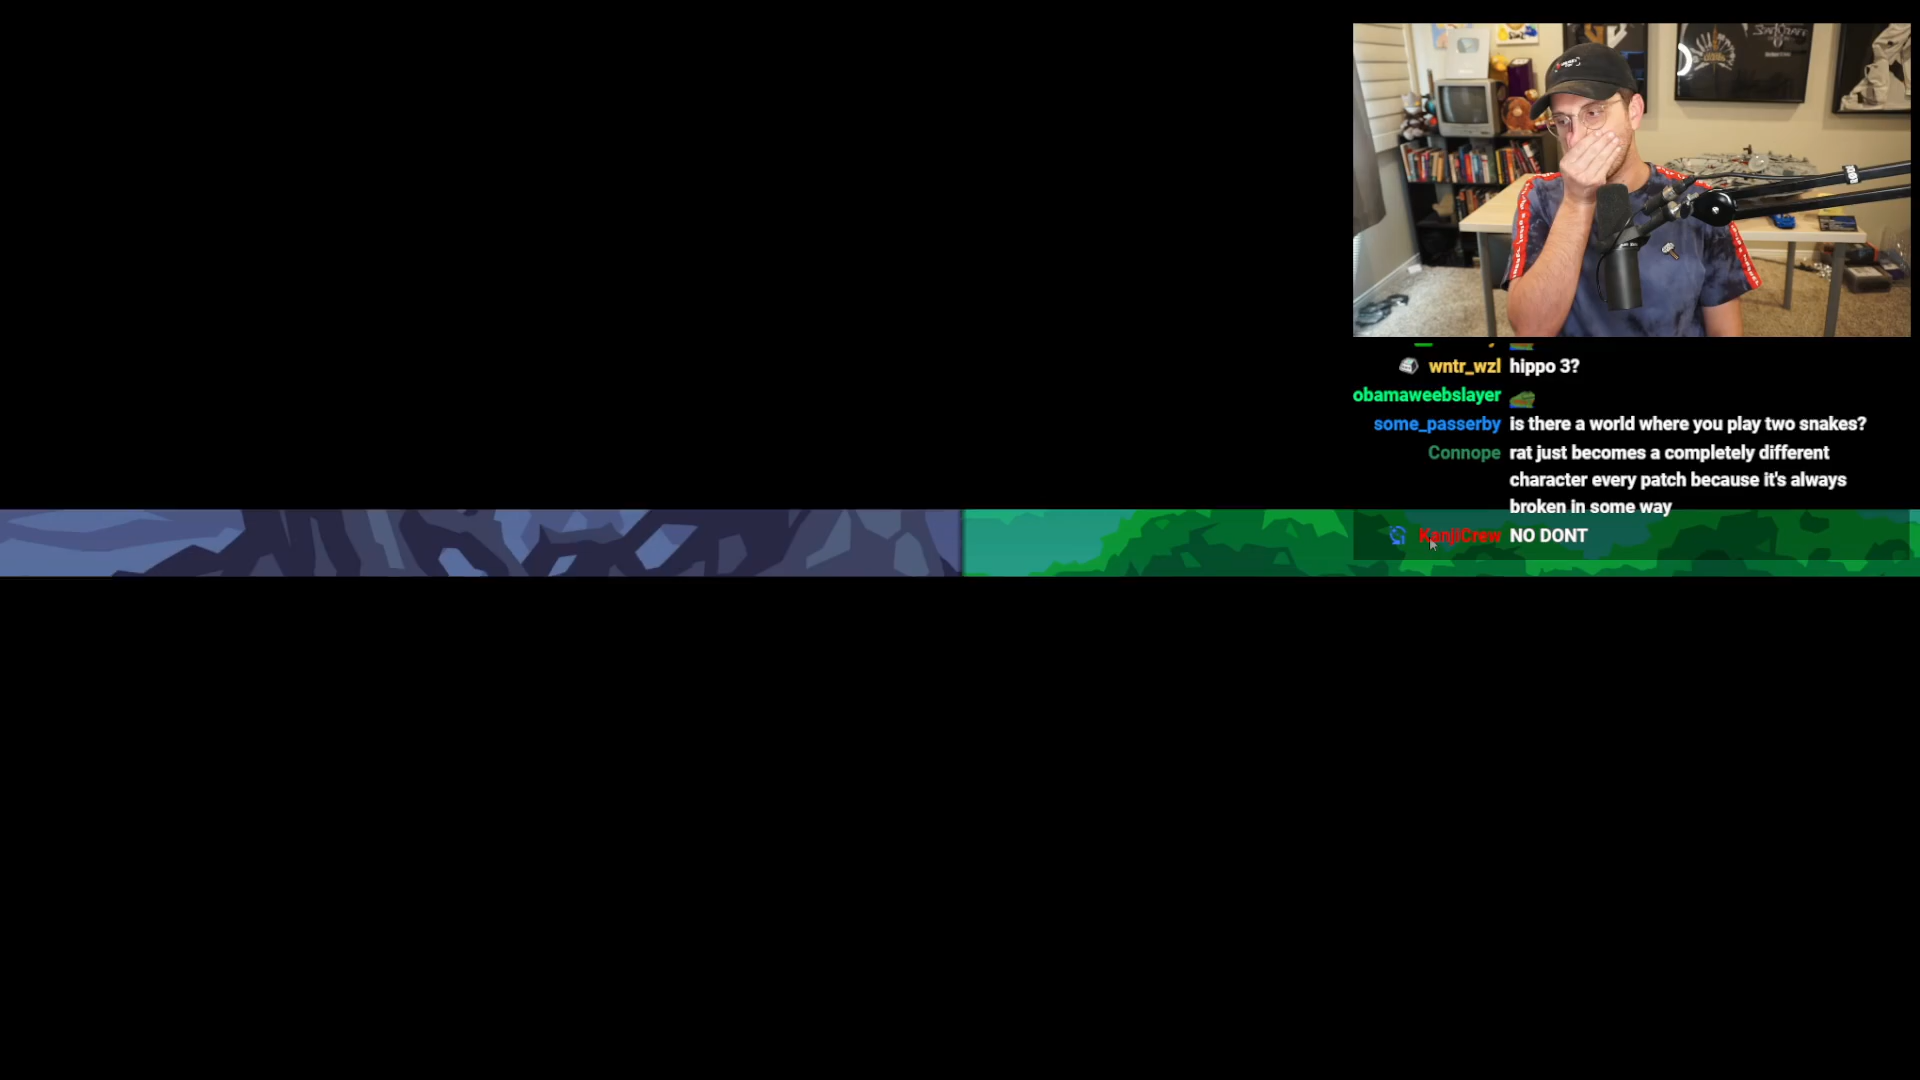 wntr_wzl hippo 3?
obamaweebslayer
some_passerby is there a world where you play two snakes?
Connope rat just becomes a completely different
character every patch because it's always
broken in some way
KanjiCrew NO DONT